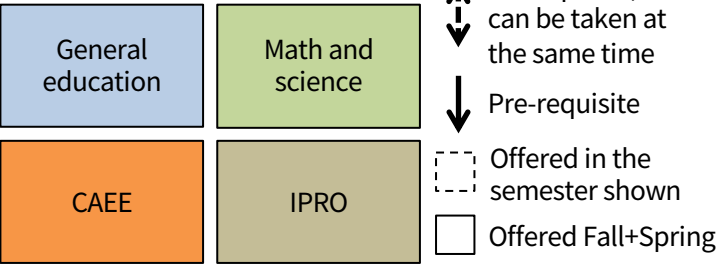 General
education
Math and
science
CAEE
IPRO
can be taken at
the same time
Pre-requisite
Offered in the
semester shown
Offered Fall+Spring